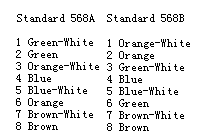 Standard 568A Standard 568B
1 Green-White 1 Orange-White
2 Green 2 Orange
3 Orange-White 3 Green-White
4 Blue 4 Blue
5 Blue-White 5 Blue-White
6 Orange 6 Green
7 Brown-White 7 Brown-White
8 Brown 8 Brown